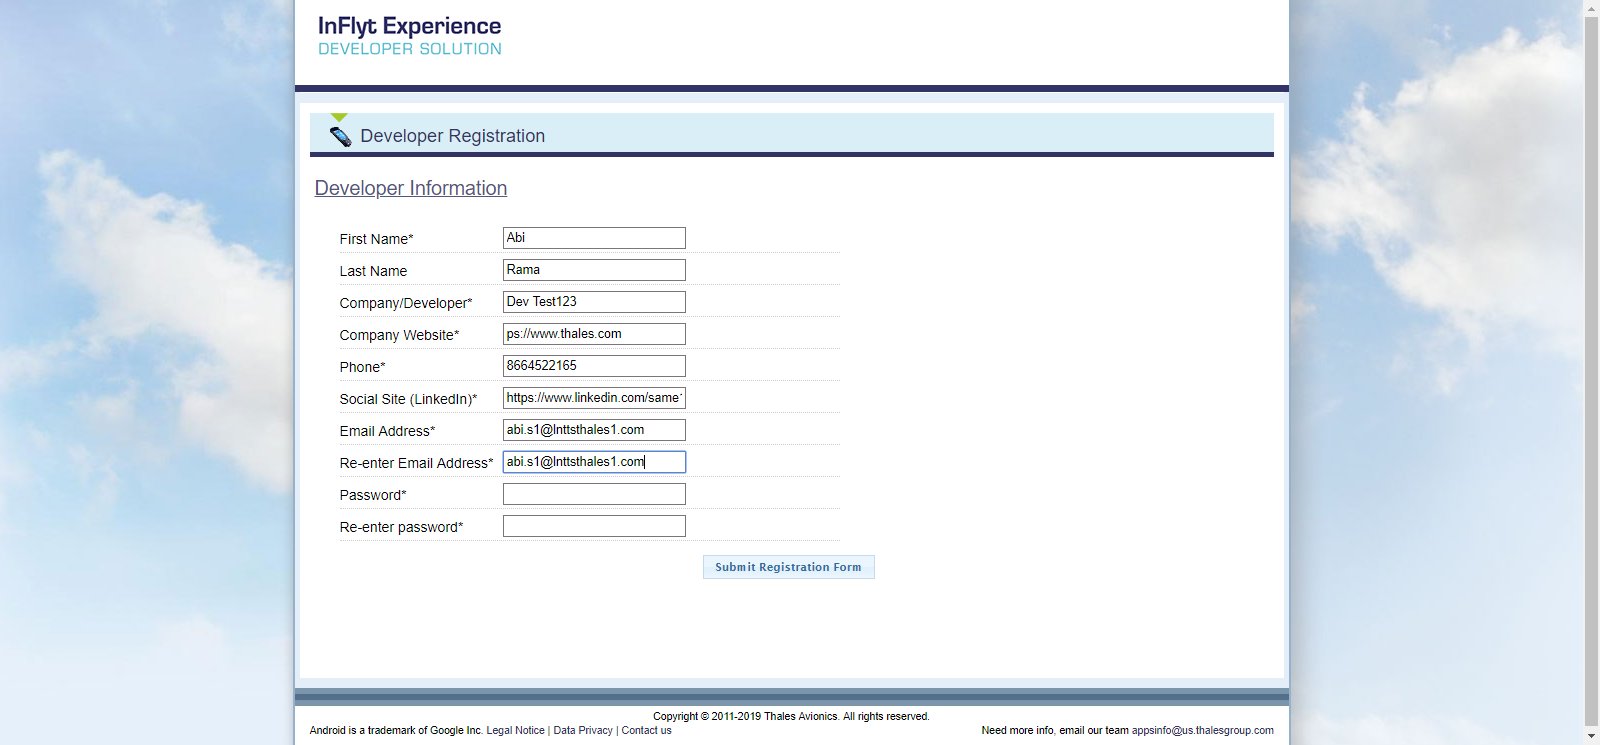 InFlyt Experience
DEVELOPER SOLUTION
Developer Registration
Developer Information
First Name* Abi
Last Name Rama
Company/Developer* Dev Test123
Company Website* ps://www.thales.com
Phone* 8664522165
Social Site (LinkedIn)* https://www.linkedin.com/same
Email Address* abi.s1@lnttsthales1.com
Re-enter Email Address* abi.s1@lnttsthales1.com
Password*
Re-enter password*
Submit Registration Form
Copyright © 2011-2019 Thales Avionics. All rights reserved.
Android is a trademark of Google Inc. Legal Notice | Data Privacy | Contact us Need more info, email our team appsinfo@us.thalesgroup.com